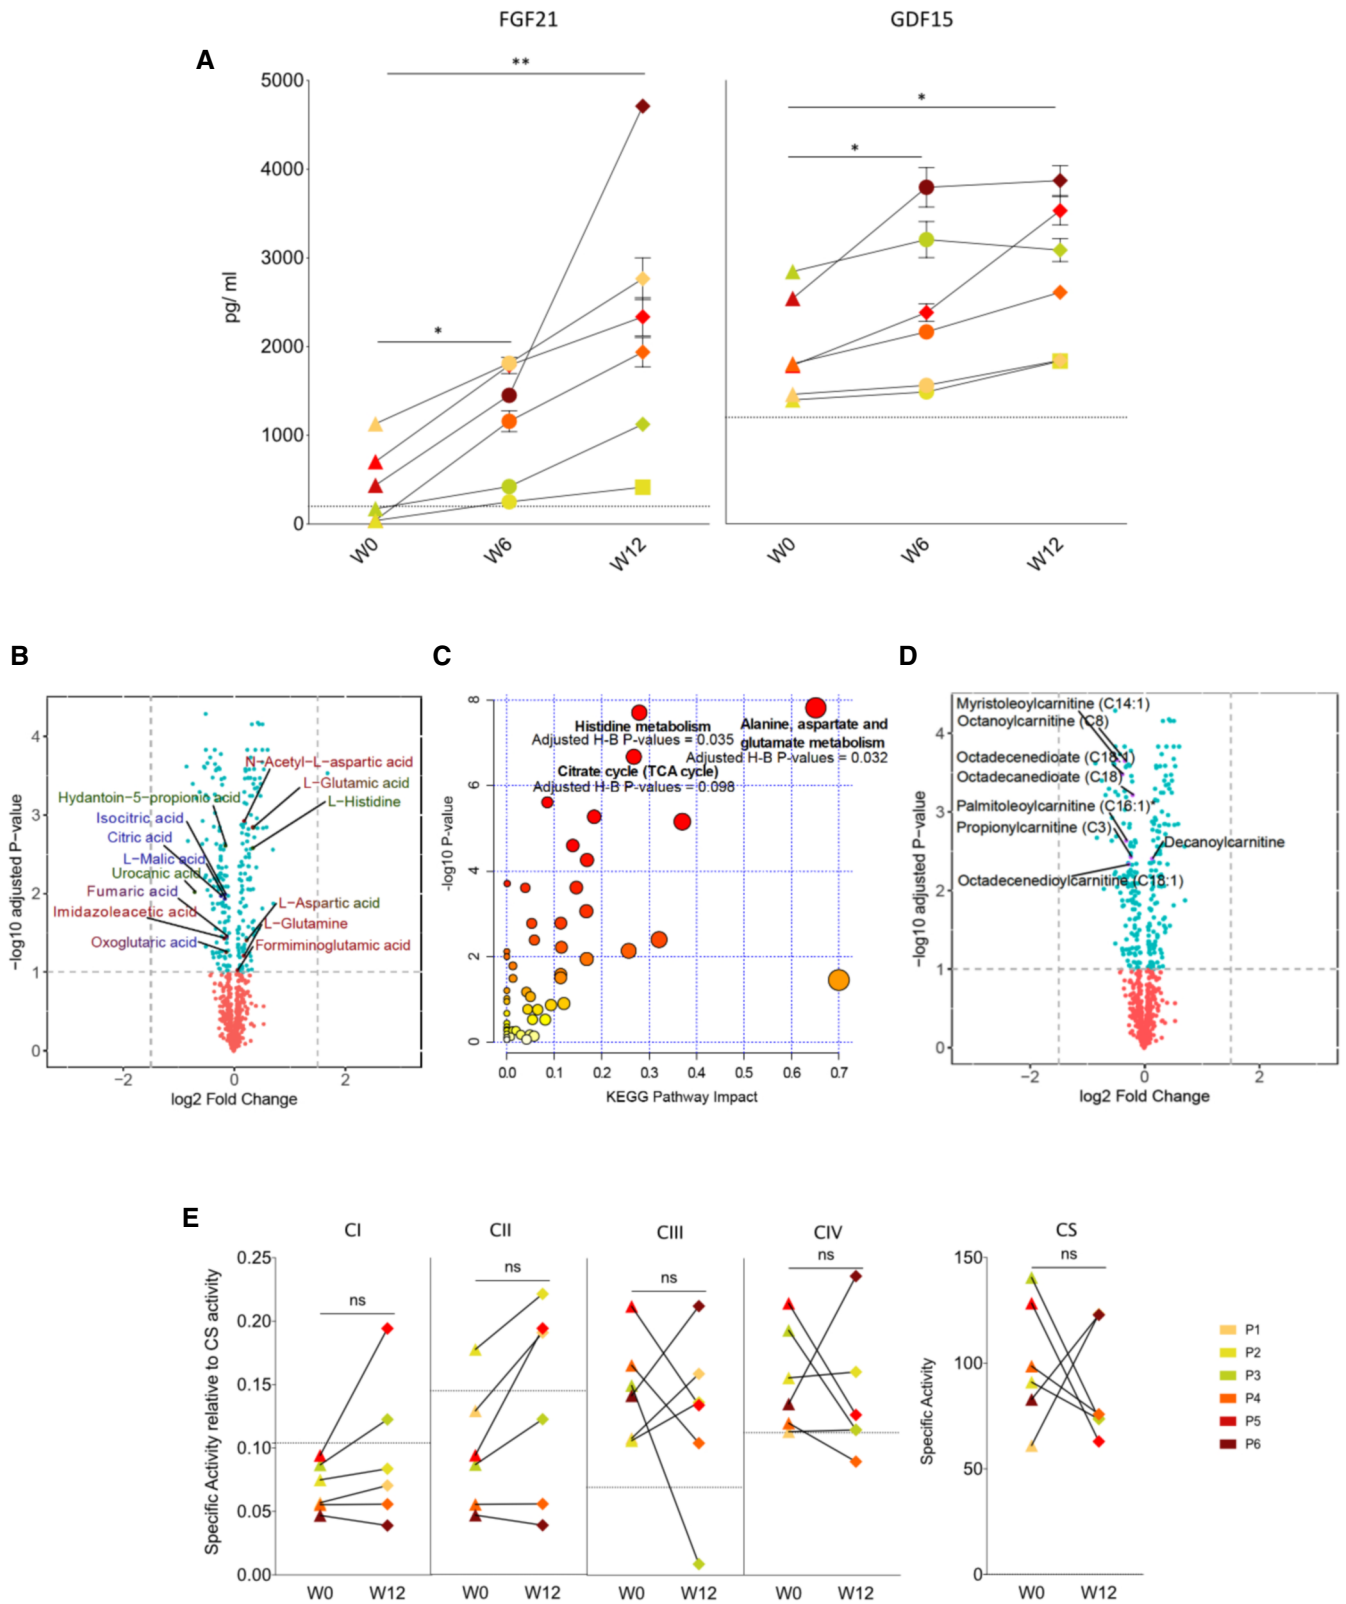 FGF21
GDF15
A
**
5000
4000
3000
2000
1000
0
pg/ ml
*
*
*
W0
W6
W12
W0
W6
W12
B
C
D
4
3
2
1
0
−log10 adjusted P−value
N−Acetyl−L−aspartic acid
L−Glutamic acid
Hydantoin−5−propionic acid
L−Histidine
Isocitric acid
Citric acid
L−Malic acid
Urocanic acid
Fumaric acid
L−Aspartic acid
Imidazoleacetic acid
L−Glutamine
Oxoglutaric acid
Formiminoglutamic acid
−2
0
2
log2 Fold Change
8
6
4
2
0
-log10 P-value
Histidine metabolism
Adjusted H-B P-values = 0.035
Alanine, aspartate and
glutamate metabolism
Adjusted H-B P-values = 0.032
Citrate cycle (TCA cycle)
Adjusted H-B P-values = 0.098
0.0
0.1
0.2
0.3
0.4
0.5
0.6
0.7
KEGG Pathway Impact
4
3
2
1
0
−log10 adjusted P−value
Myristoleoylcarnitine (C14:1)
Octanoylcarnitine (C8)
Octadecenedioate (C18:1)
Octadecanedioate (C18)
Palmitoleoylcarnitine (C16:1)
Propionylcarnitine (C3)
Decanoylcarnitine
Octadecenedioylcarnitine (C18:1)
−2
0
2
log2 Fold Change
E
CI
CII
CIII
CIV
CS
0.25
0.20
0.15
0.10
0.05
0.00
Specific Activity relative to CS activity
ns
ns
ns
ns
ns
150
100
50
0
Specific Activity
W0
W12
W0
W12
W0
W12
W0
W12
W0
W12
P1
P2
P3
P4
P5
P6